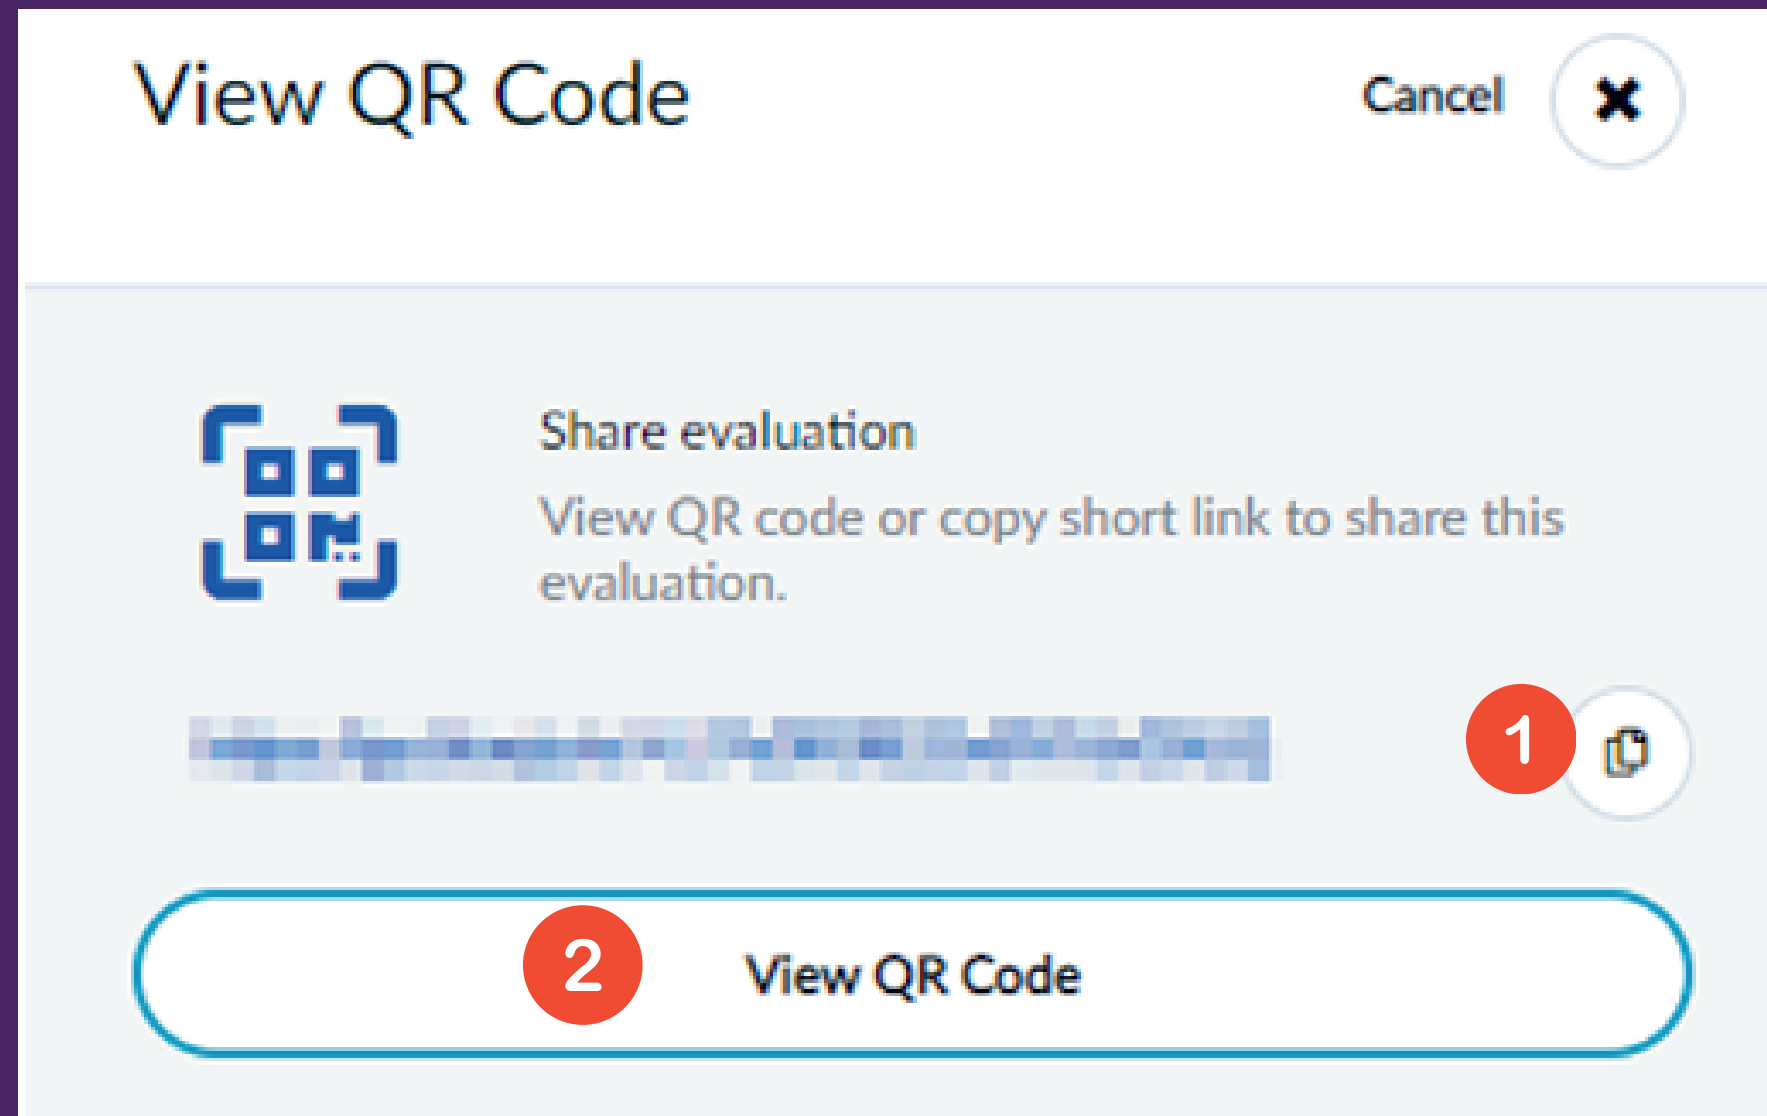 View QR Code
Cancel
Share evaluation
View QR code or copy short link to share this
evaluation.
1
2
View QR Code